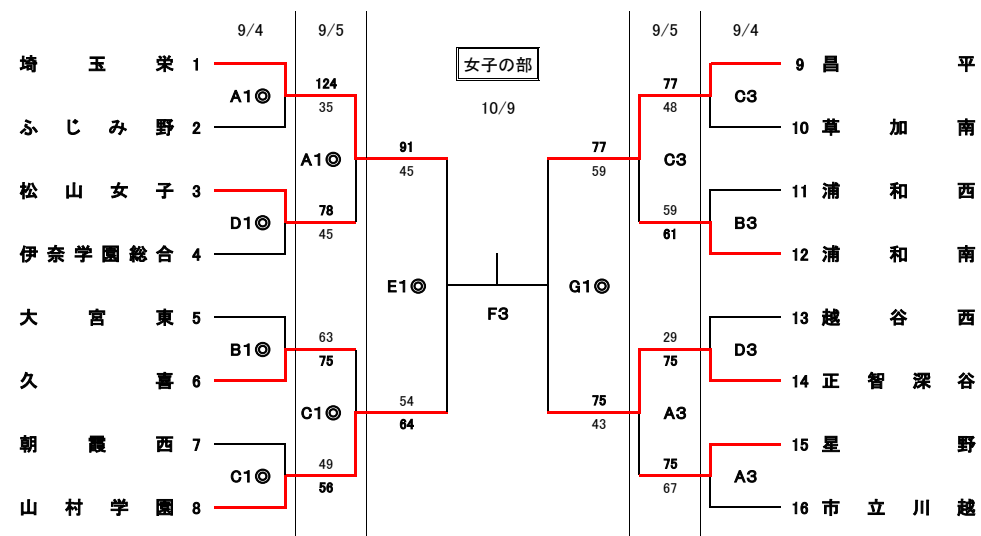 9/4 9/5 9/5 9/4
女子の部
埼玉栄 1 9 昌平
124 77
A1◎ C3
35 48
10/9
ふじみ野 2 10 草加南
91 77
A1◎ C3
45 59
松山女子 3 11 浦和西
78 59
D1◎ B3
45 61
伊奈学園総合 4 12 浦和南
E1◎ G1◎
F3
大宮東 5 13 越谷西
63 29
B1◎ D3
75 75
久喜 6 14 正智深谷
54 75
C1◎ A3
64 43
朝霞西 7 15 星野
49 75
C1◎ A3
56 67
山村学園 8 16 市立川越